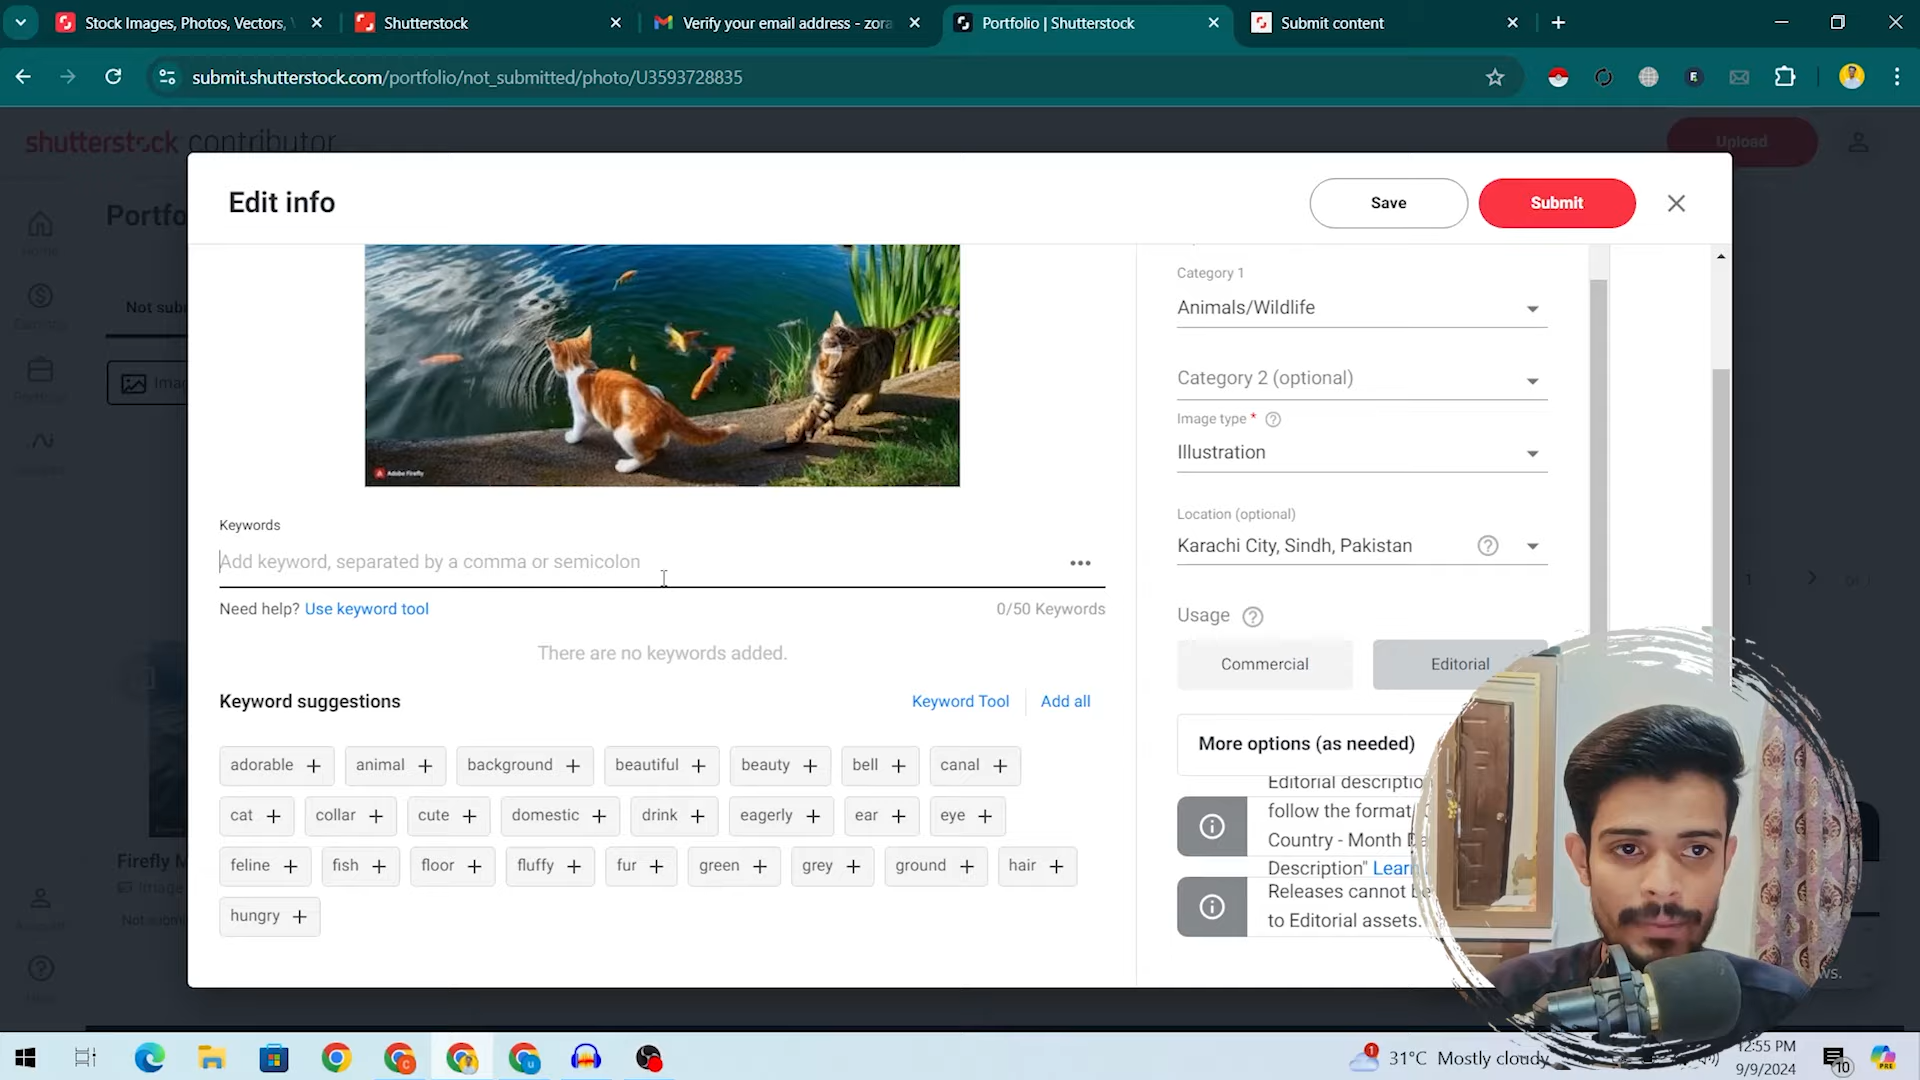 Stock Images, Photos, Vectors,
Shutterstock
Verify your email address - zora
Portfolio | Shutterstock
Submit content
submit.shutterstock.com/portfolio/not_submitted/photo/U3593728835
shutterstock contributor
Upload
Portfo
Home
Not sub
Edit info
Save
Submit
Adobe Firefly
Category 1
Animals/Wildlife
Category 2 (optional)
Image type *
Illustration
Location (optional)
Karachi City, Sindh, Pakistan
Usage
Commercial
Editorial
More options (as needed)
Editorial descriptio
follow the format
Country - Month D
Description" Lear
Releases cannot be
to Editorial assets.
Keywords
Add keyword, separated by a comma or semicolon
Need help? Use keyword tool
0/50 Keywords
There are no keywords added.
Keyword suggestions
Keyword Tool
Add all
adorable + animal + background + beautiful + beauty + bell + canal +
cat + collar + cute + domestic + drink + eagerly + ear + eye +
feline + fish + floor + fluffy + fur + green + grey + ground + hair +
hungry +
Firefly M
Image
Not subm
ws.
31°C Mostly cloudy
12:55 PM
9/9/2024
10